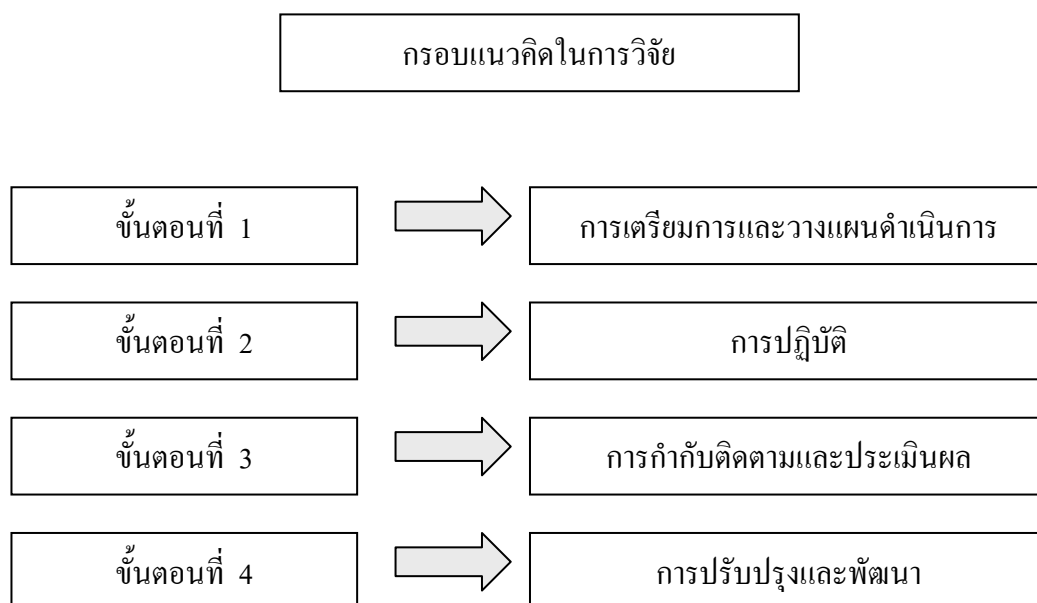 กรอบแนวคิดในการวิจัย
ขั้นตอนที่ 1
การเตรียมการและวางแผนดำเนินการ
ขั้นตอนที่ 2
การปฏิบัติ
ขั้นตอนที่ 3
การกำกับติดตามและประเมินผล
ขั้นตอนที่ 4
การปรับปรุงและพัฒนา